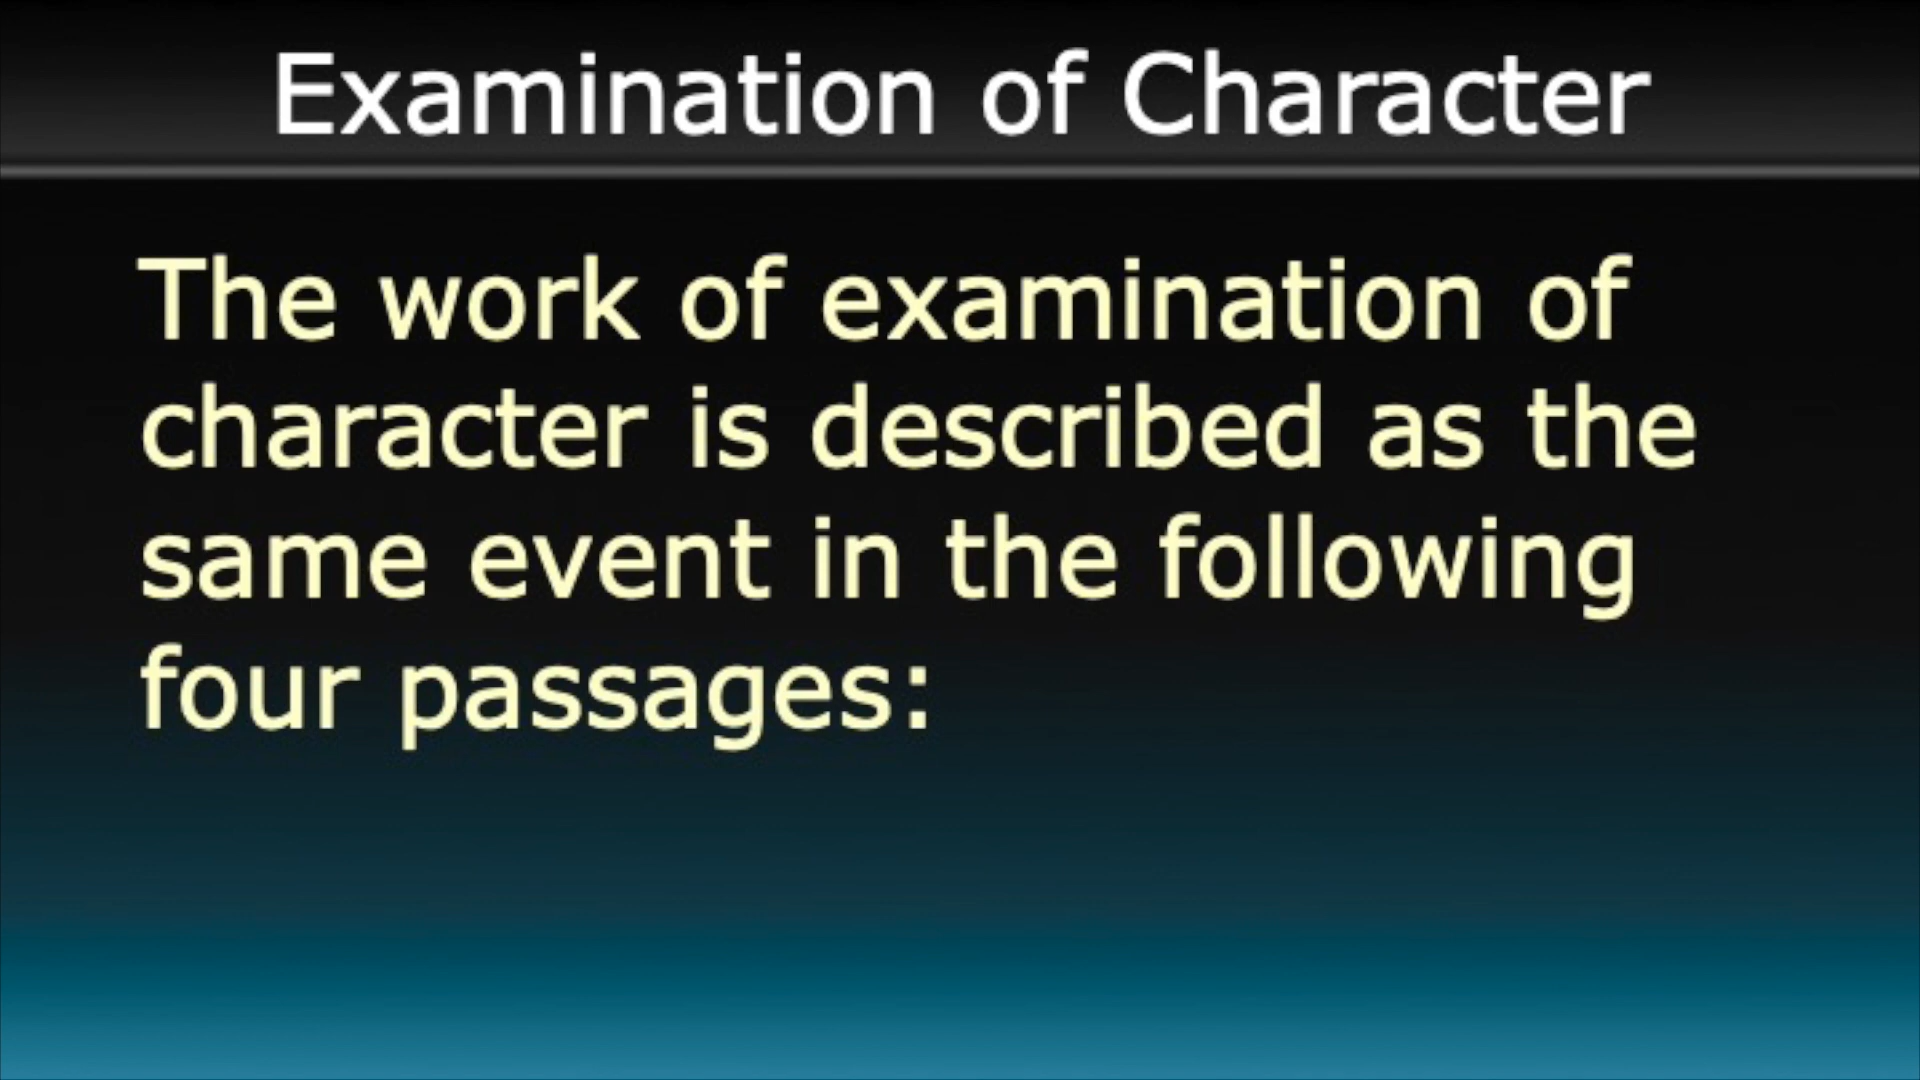 Examination of Character
The work of examination of
character is described as the
same event in the following
four passages: